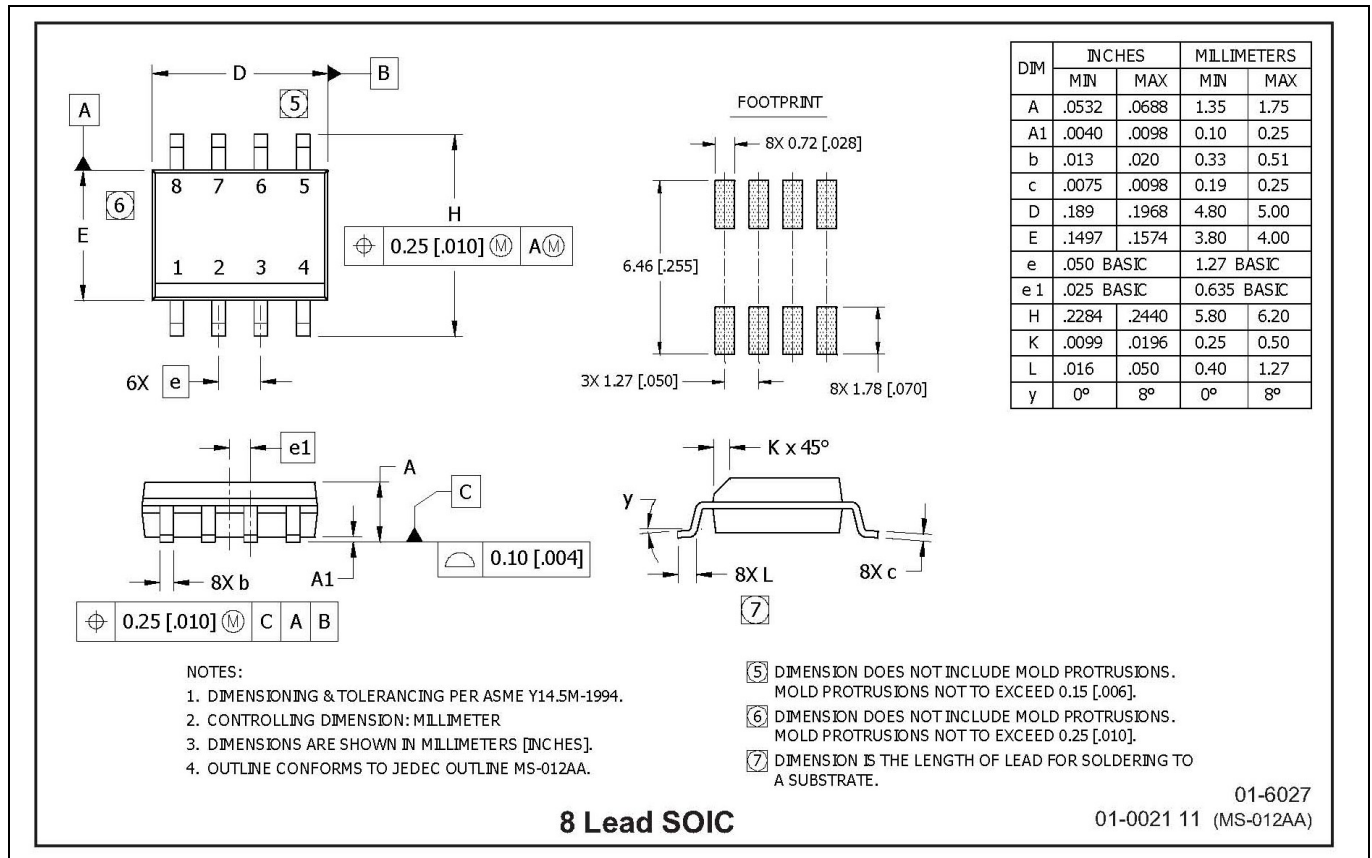 D
B
5
A
8 7 6 5
6
E
H
⌖ 0.25 [.010] Ⓜ AⓂ
1 2 3 4
6X e
FOOTPRINT
8X 0.72 [.028]
6.46 [.255]
3X 1.27 [.050]
8X 1.78 [.070]
DIM INCHES MILLIMETERS
MIN MAX MIN MAX
A .0532 .0688 1.35 1.75
A1 .0040 .0098 0.10 0.25
b .013 .020 0.33 0.51
c .0075 .0098 0.19 0.25
D .189 .1968 4.80 5.00
E .1497 .1574 3.80 4.00
e .050 BASIC 1.27 BASIC
e 1 .025 BASIC 0.635 BASIC
H .2284 .2440 5.80 6.20
K .0099 .0196 0.25 0.50
L .016 .050 0.40 1.27
y 0° 8° 0° 8°
e1
A
C
0.10 [.004]
8X b
A1
⌖ 0.25 [.010] Ⓜ C A B
K x 45°
y
8X L
8X c
7
NOTES:
1. DIMENSIONING & TOLERANCING PER ASME Y14.5M-1994.
2. CONTROLLING DIMENSION: MILLIMETER
3. DIMENSIONS ARE SHOWN IN MILLIMETERS [INCHES].
4. OUTLINE CONFORMS TO JEDEC OUTLINE MS-012AA.
5 DIMENSION DOES NOT INCLUDE MOLD PROTRUSIONS.
MOLD PROTRUSIONS NOT TO EXCEED 0.15 [.006].
6 DIMENSION DOES NOT INCLUDE MOLD PROTRUSIONS.
MOLD PROTRUSIONS NOT TO EXCEED 0.25 [.010].
7 DIMENSION IS THE LENGTH OF LEAD FOR SOLDERING TO
A SUBSTRATE.
8 Lead SOIC
01-6027
01-0021 11 (MS-012AA)